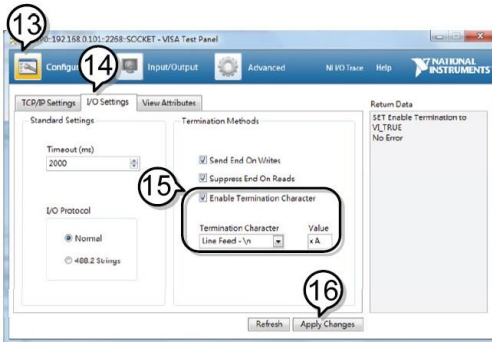 13
0::192.168.0.101::2268::SOCKET - VISA Test Panel
14
Input/Output
Advanced
NI I/O Trace
Help
NATIONAL INSTRUMENTS
TCP/IP Settings
I/O Settings
View Attributes
Return Data
Standard Settings
Termination Methods
SET Enable Termination to
VI_TRUE
No Error
Timeout (ms)
2000
Send End On Writes
Suppress End On Reads
15
Enable Termination Character
I/O Protocol
Termination Character
Value
Line Feed - \n
xA
Normal
488.2 Strings
16
Refresh
Apply Changes